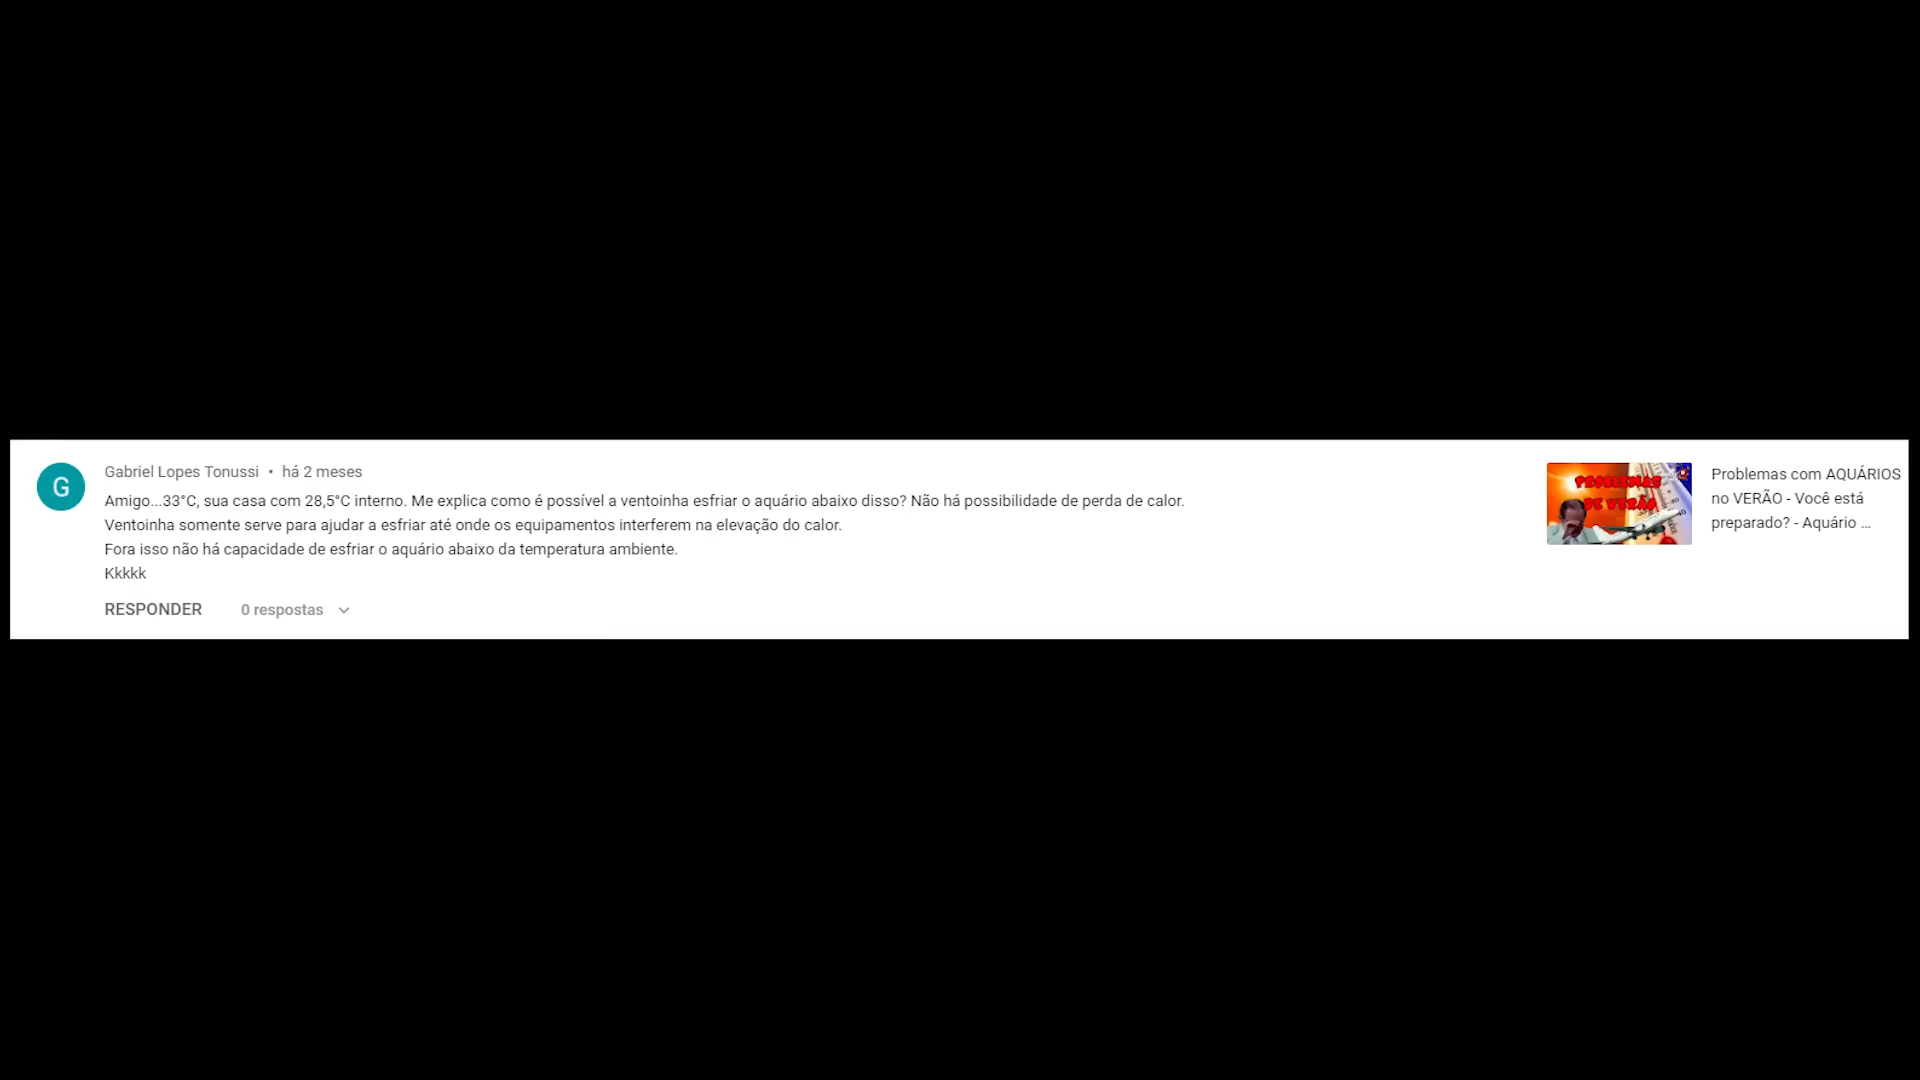 G
Gabriel Lopes Tonussi • há 2 meses
Amigo...33°C, sua casa com 28,5°C interno. Me explica como é possível a ventoinha esfriar o aquário abaixo disso? Não há possibilidade de perda de calor.
Ventoinha somente serve para ajudar a esfriar até onde os equipamentos interferem na elevação do calor.
Fora isso não há capacidade de esfriar o aquário abaixo da temperatura ambiente.
Kkkkk
RESPONDER 0 respostas
PROBLEMAS
DE VERÃO
Problemas com AQUÁRIOS
no VERÃO - Você está
preparado? - Aquário ...